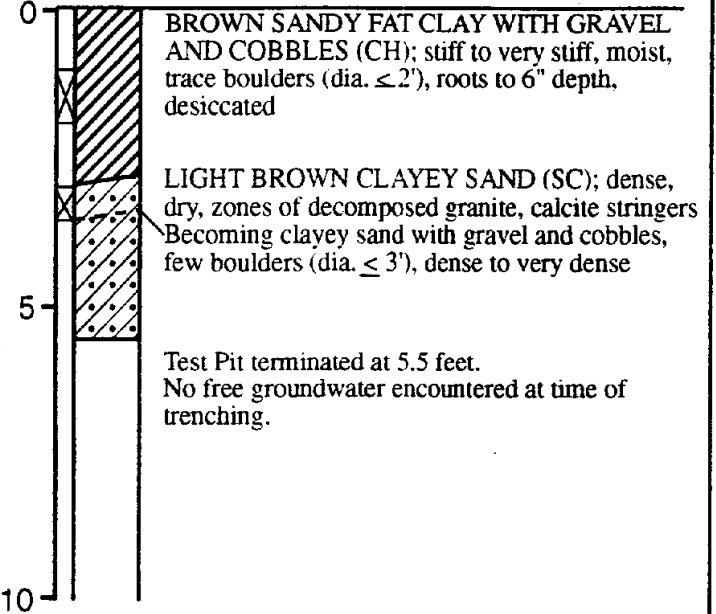 0
BROWN SANDY FAT CLAY WITH GRAVEL
AND COBBLES (CH); stiff to very stiff, moist,
trace boulders (dia. ≤2'), roots to 6" depth,
desiccated
LIGHT BROWN CLAYEY SAND (SC); dense,
dry, zones of decomposed granite, calcite stringers
Becoming clayey sand with gravel and cobbles,
few boulders (dia. ≤ 3'), dense to very dense
5
Test Pit terminated at 5.5 feet.
No free groundwater encountered at time of
trenching.
10